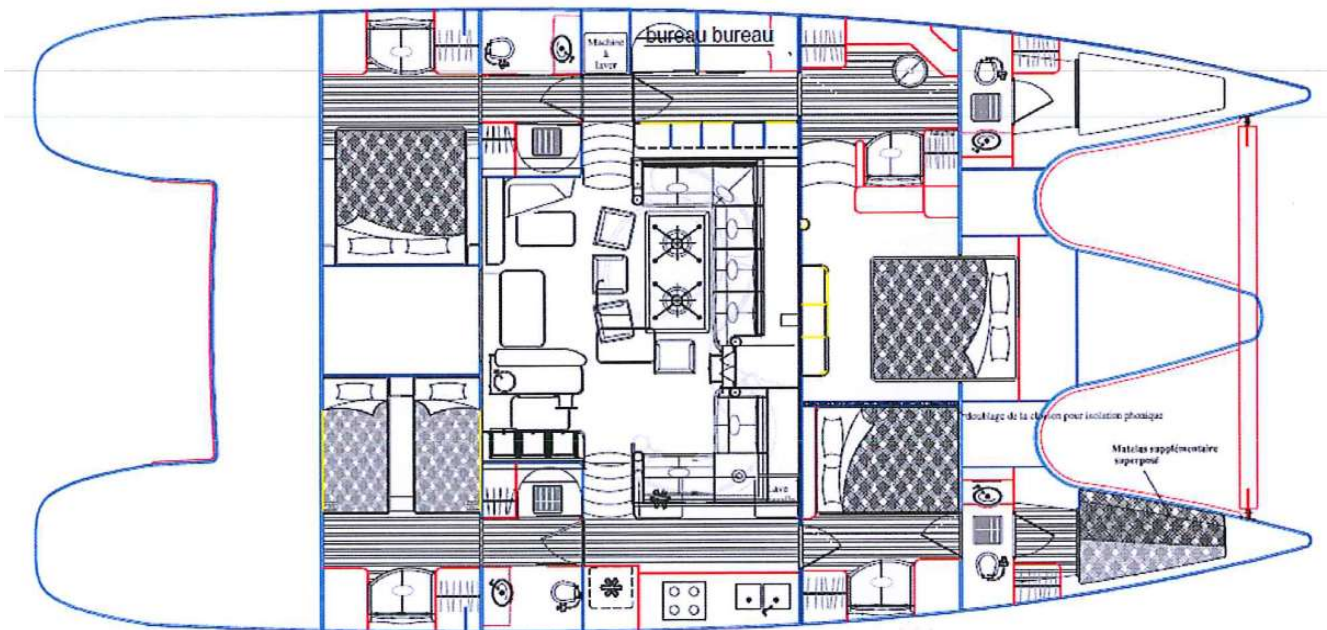 Machine
à
laver
bureau bureau
doublage de la cloison pour isolation phonique
Matelas supplémentaire
superposé
Lave